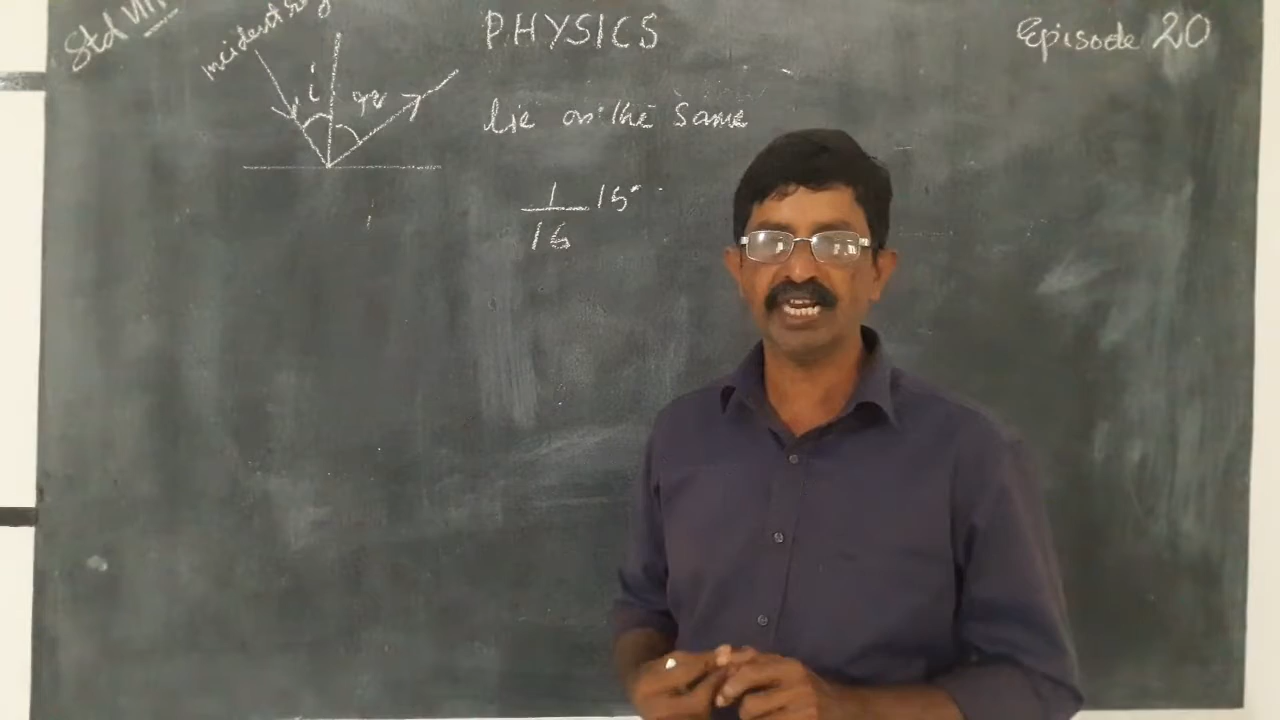 Std VIII
PHYSICS
Episode 20
Incident ray
i
r
lie on the same
1
16
15